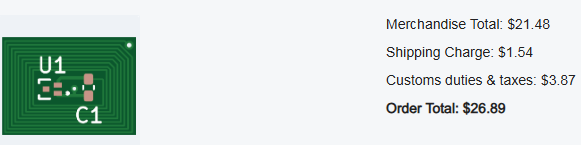 U1
C1
Merchandise Total: $21.48
Shipping Charge: $1.54
Customs duties & taxes: $3.87
Order Total: $26.89